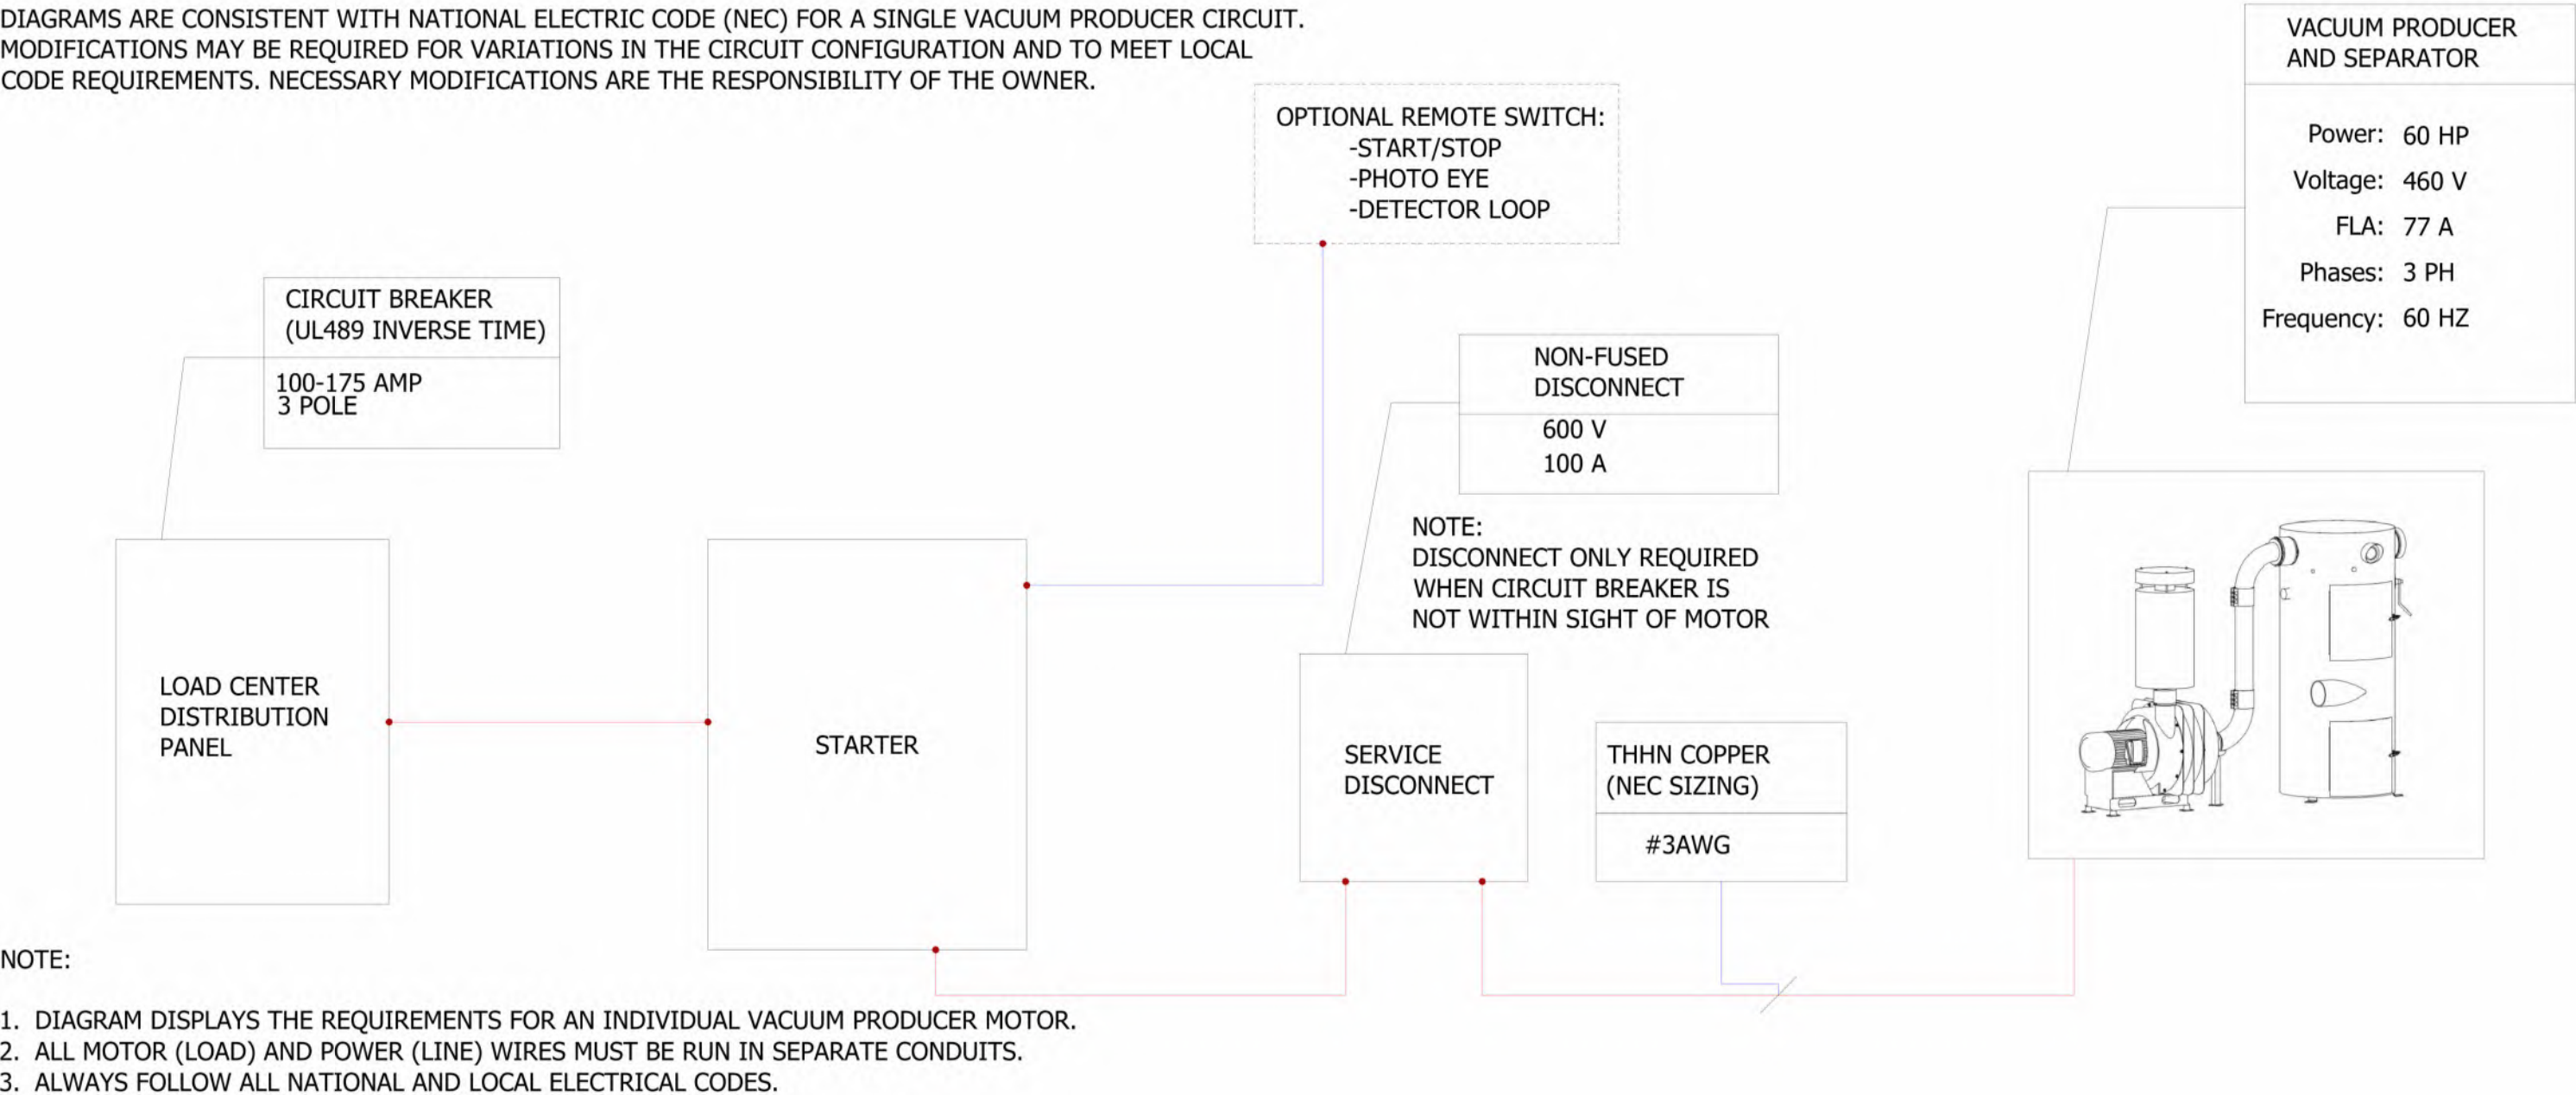 DIAGRAMS ARE CONSISTENT WITH NATIONAL ELECTRIC CODE (NEC) FOR A SINGLE VACUUM PRODUCER CIRCUIT.
MODIFICATIONS MAY BE REQUIRED FOR VARIATIONS IN THE CIRCUIT CONFIGURATION AND TO MEET LOCAL
CODE REQUIREMENTS. NECESSARY MODIFICATIONS ARE THE RESPONSIBILITY OF THE OWNER.
VACUUM PRODUCER
AND SEPARATOR
Power: 60 HP
Voltage: 460 V
FLA: 77 A
Phases: 3 PH
Frequency: 60 HZ
OPTIONAL REMOTE SWITCH:
-START/STOP
-PHOTO EYE
-DETECTOR LOOP
CIRCUIT BREAKER
(UL489 INVERSE TIME)
100-175 AMP
3 POLE
NON-FUSED
DISCONNECT
600 V
100 A
NOTE:
DISCONNECT ONLY REQUIRED
WHEN CIRCUIT BREAKER IS
NOT WITHIN SIGHT OF MOTOR
LOAD CENTER
DISTRIBUTION
PANEL
STARTER
SERVICE
DISCONNECT
THHN COPPER
(NEC SIZING)
#3AWG
NOTE:
1. DIAGRAM DISPLAYS THE REQUIREMENTS FOR AN INDIVIDUAL VACUUM PRODUCER MOTOR.
2. ALL MOTOR (LOAD) AND POWER (LINE) WIRES MUST BE RUN IN SEPARATE CONDUITS.
3. ALWAYS FOLLOW ALL NATIONAL AND LOCAL ELECTRICAL CODES.